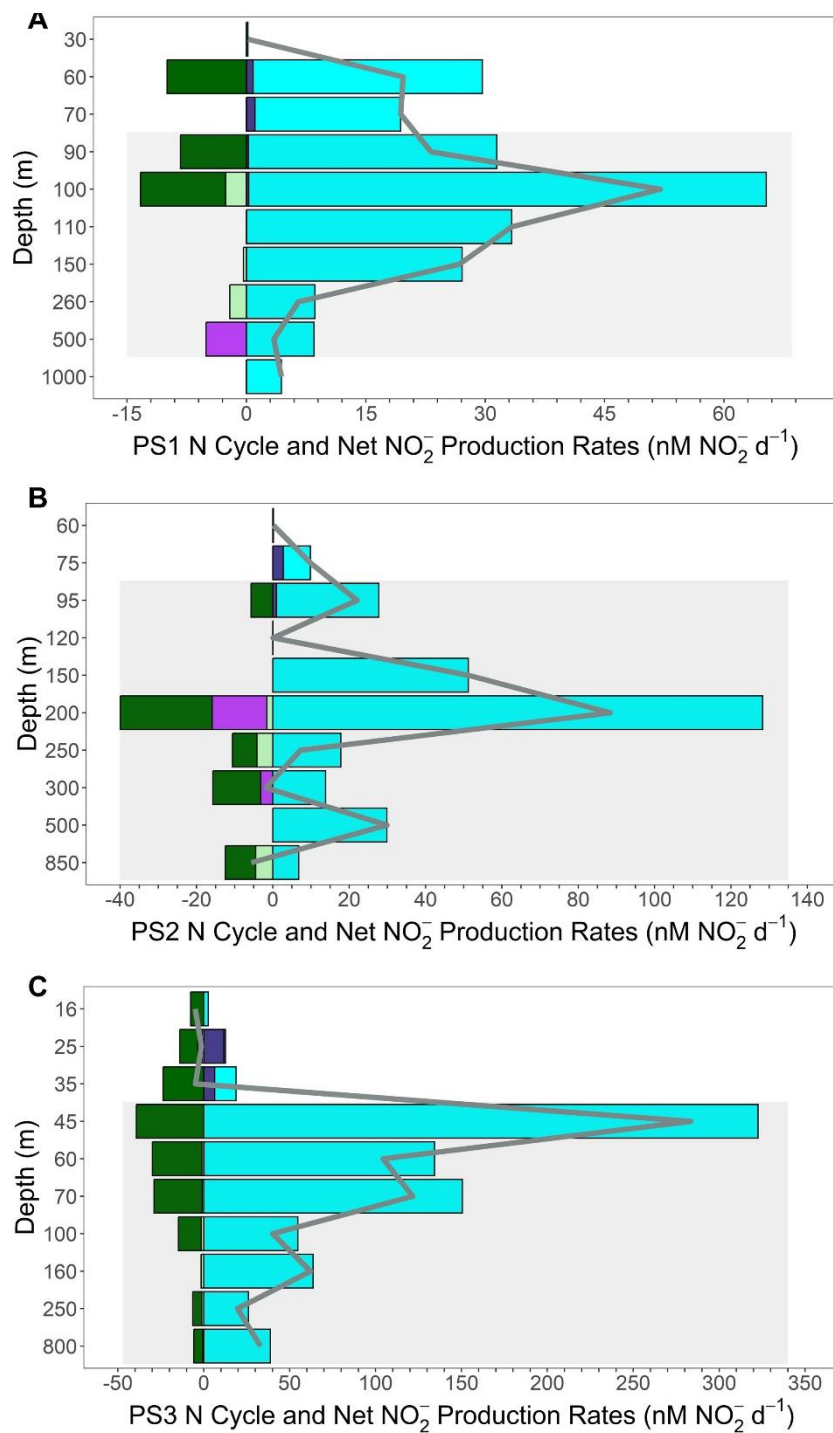 A
30
60
70
90
100
110
150
260
500
1000
Depth (m)
-15 0 15 30 45 60
PS1 N Cycle and Net NO₂⁻ Production Rates (nM NO₂⁻ d⁻¹)
B
60
75
95
120
150
200
250
300
500
850
Depth (m)
-40 -20 0 20 40 60 80 100 120 140
PS2 N Cycle and Net NO₂⁻ Production Rates (nM NO₂⁻ d⁻¹)
C
16
25
35
45
60
70
100
160
250
800
Depth (m)
-50 0 50 100 150 200 250 300 350
PS3 N Cycle and Net NO₂⁻ Production Rates (nM NO₂⁻ d⁻¹)